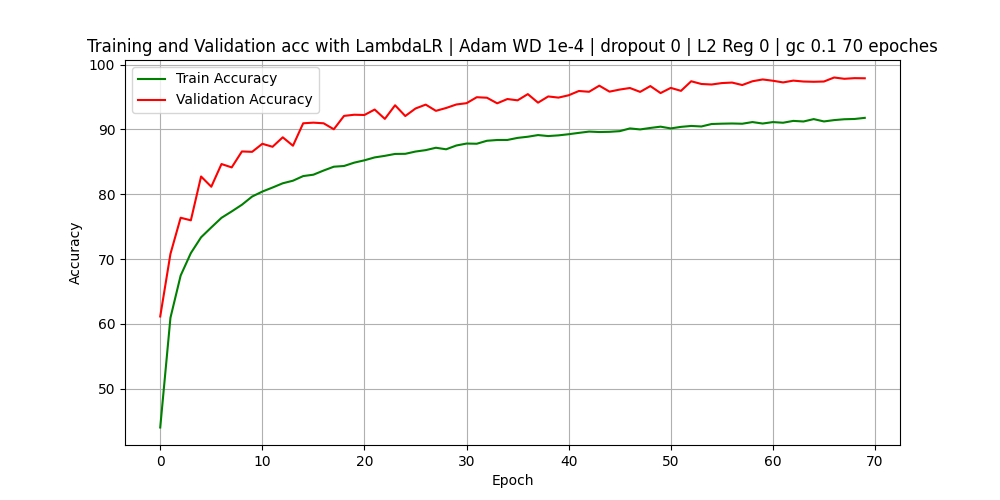 Training and Validation acc with LambdaLR | Adam WD 1e-4 | dropout 0 | L2 Reg 0 | gc 0.1 70 epoches
Train Accuracy
Validation Accuracy
100
90
80
70
60
50
Accuracy
0 10 20 30 40 50 60 70
Epoch